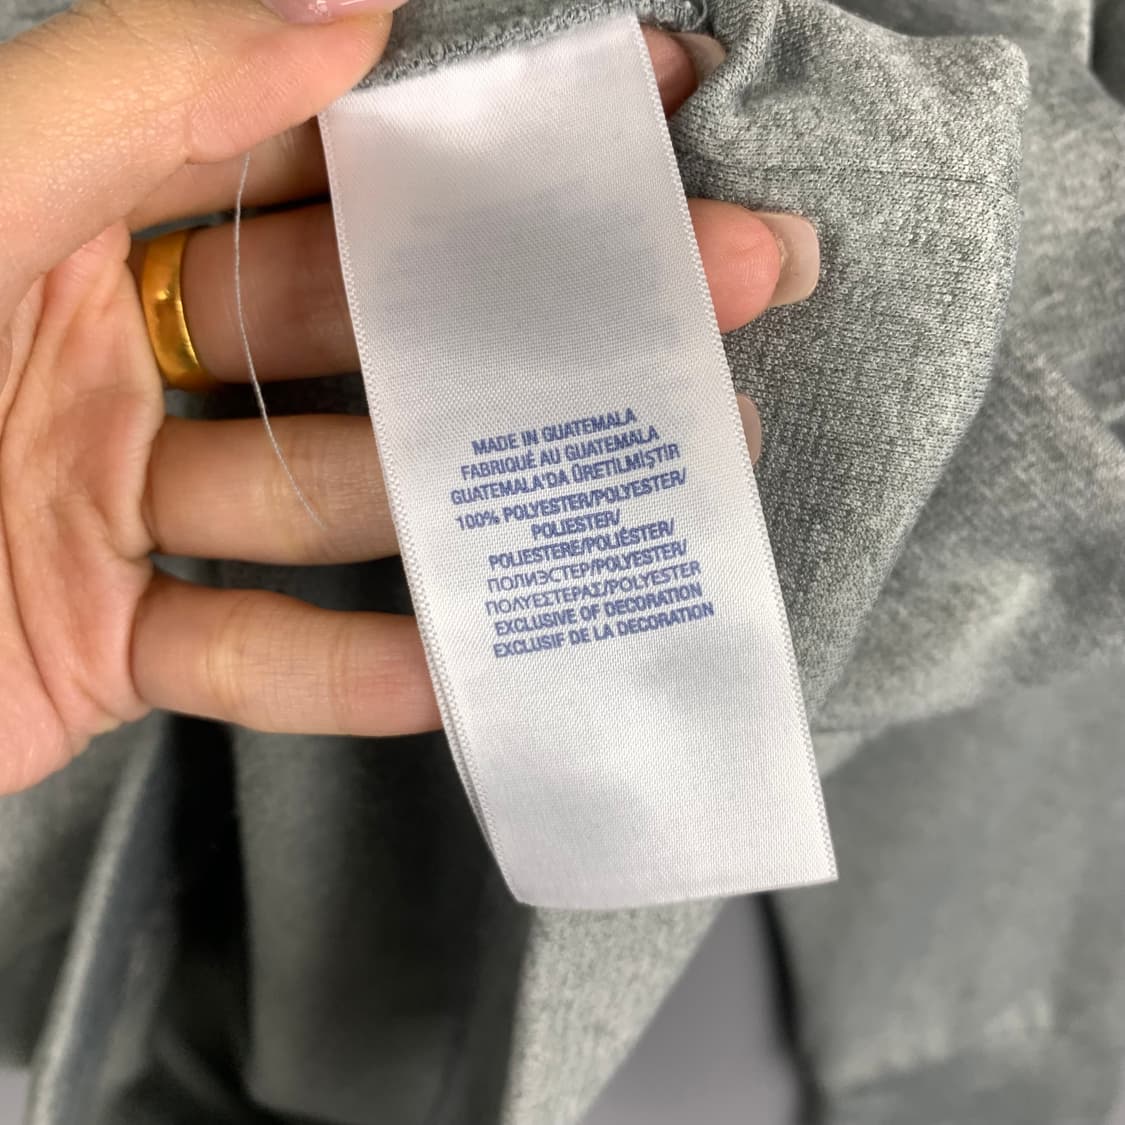 MADE IN GUATEMALA
FABRIQUÉ AU GUATEMALA
GUATEMALA'DA ÜRETILMIŞTIR
100% POLYESTER/POLYESTER/
POLIESTER/
POLIESTERE/POLIÉSTER/
ПОЛИЭСТЕР/POLYESTER/
ΠΟΛΥΕΣΤΕΡΑΣ/POLYESTER
EXCLUSIVE OF DECORATION
EXCLUSIF DE LA DECORATION